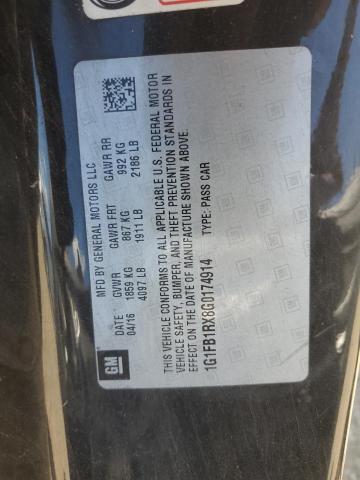 GM
MFD BY GENERAL MOTORS LLC
DATE GVWR GAWR FRT GAWR RR
04/16 1859 KG 867 KG 992 KG
4097 LB 1911 LB 2186 LB
THIS VEHICLE CONFORMS TO ALL APPLICABLE U.S. FEDERAL MOTOR
VEHICLE SAFETY, BUMPER, AND THEFT PREVENTION STANDARDS IN
EFFECT ON THE DATE OF MANUFACTURE SHOWN ABOVE.
1G1FB1RX8G0174914 TYPE: PASS CAR